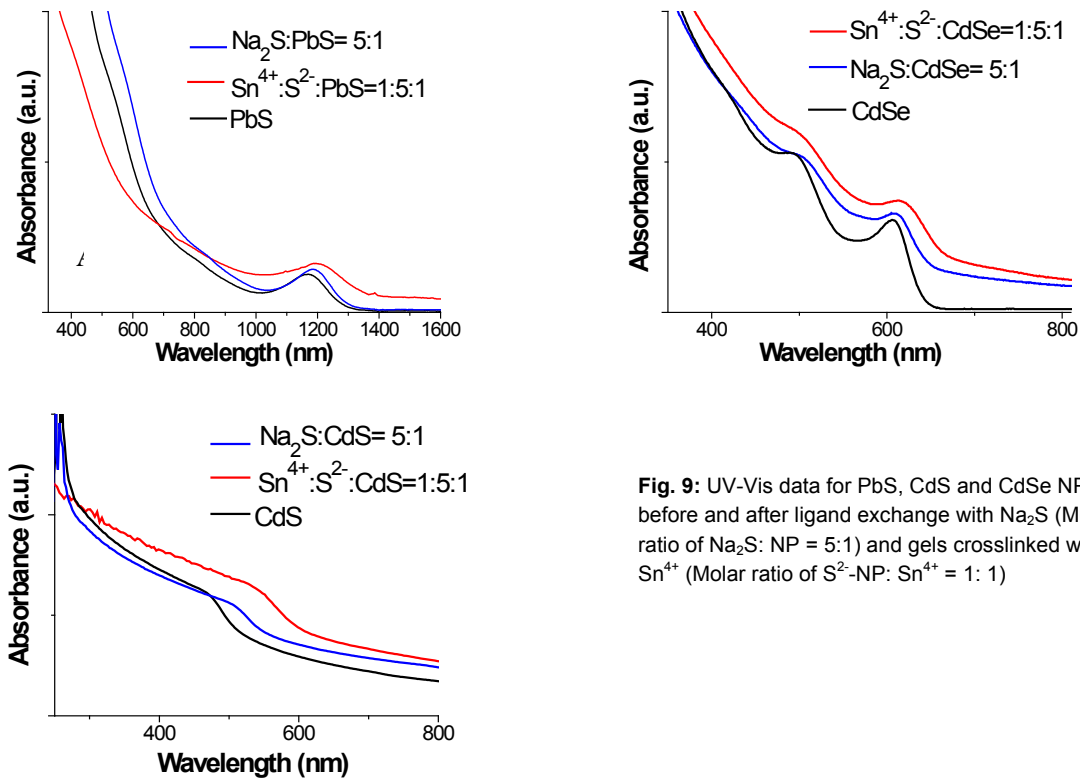 Na₂S:PbS= 5:1
Sn⁴⁺:S²⁻:PbS=1:5:1
PbS
Absorbance (a.u.)
A
400 600 800 1000 1200 1400 1600
Wavelength (nm)
Sn⁴⁺:S²⁻:CdSe=1:5:1
Na₂S:CdSe= 5:1
CdSe
Absorbance (a.u.)
400 600 800
Wavelength (nm)
Na₂S:CdS= 5:1
Sn⁴⁺:S²⁻:CdS=1:5:1
CdS
Absorbance (a.u.)
400 600 800
Wavelength (nm)
Fig. 9: UV-Vis data for PbS, CdS and CdSe NP
before and after ligand exchange with Na₂S (M
ratio of Na₂S: NP = 5:1) and gels crosslinked w
Sn⁴⁺ (Molar ratio of S²⁻-NP: Sn⁴⁺ = 1: 1)